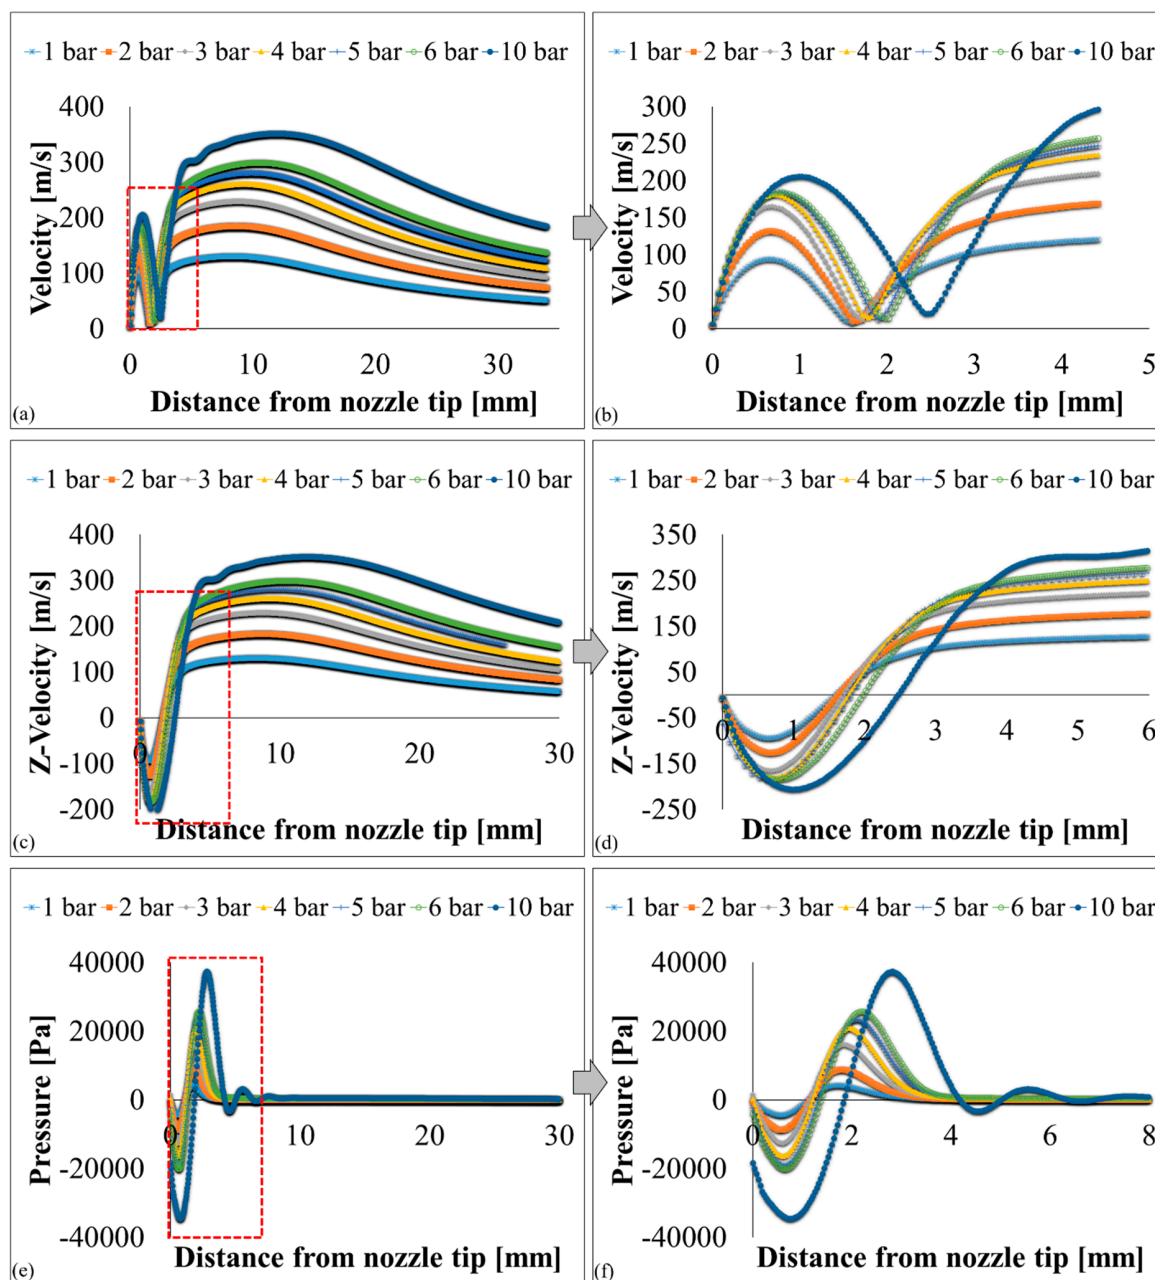 1 bar 2 bar 3 bar 4 bar 5 bar 6 bar 10 bar
400
300
200
100
0
0 10 20 30
Velocity [m/s]
Distance from nozzle tip [mm]
(a)
1 bar 2 bar 3 bar 4 bar 5 bar 6 bar 10 bar
300
250
200
150
100
50
0
0 1 2 3 4 5
Velocity [m/s]
Distance from nozzle tip [mm]
(b)
1 bar 2 bar 3 bar 4 bar 5 bar 6 bar 10 bar
400
300
200
100
0
-100
-200
0 10 20 30
Z-Velocity [m/s]
Distance from nozzle tip [mm]
(c)
1 bar 2 bar 3 bar 4 bar 5 bar 6 bar 10 bar
350
250
150
50
-50
-150
-250
0 1 2 3 4 5 6
Z-Velocity [m/s]
Distance from nozzle tip [mm]
(d)
1 bar 2 bar 3 bar 4 bar 5 bar 6 bar 10 bar
40000
20000
0
-20000
-40000
0 10 20 30
Pressure [Pa]
Distance from nozzle tip [mm]
(e)
1 bar 2 bar 3 bar 4 bar 5 bar 6 bar 10 bar
40000
20000
0
-20000
-40000
0 2 4 6 8
Pressure [Pa]
Distance from nozzle tip [mm]
(f)